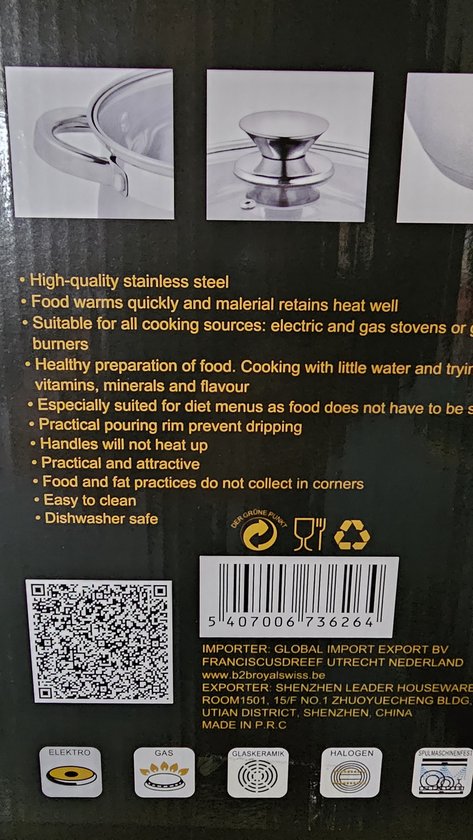 • High-quality stainless steel
• Food warms quickly and malerial retains heat well
• Suitable for all cooking sources: electric and gas stovens or
burners
• Healthy preparation of food. Cooking with little water and tryin
vitamins, minerals and flavour
• Especially suited for diet menus as food does not have to be s
• Practical pouring rim prevent dripping
• Handles will not heat up
• Practical and attractive
• Food and fat practices do not collect in corners
• Easy to clean
• Dishwasher safe
DER GRÜNE PUNKT
5 407006 736264
IMPORTER: GLOBAL IMPORT EXPORT BV
FRANCISCUSDREEF UTRECHT NEDERLAND
www.b2broyalswiss.be
EXPORTER: SHENZHEN LEADER HOUSEWARE
ROOM1501, 15/F NO.1 ZHUOYUECHENG BLDG,
UTIAN DISTRICT, SHENZHEN, CHINA
MADE IN P.R.C
ELEKTRO GAS GLASKERAMIK HALOGEN SPÜLMASCHINENFEST